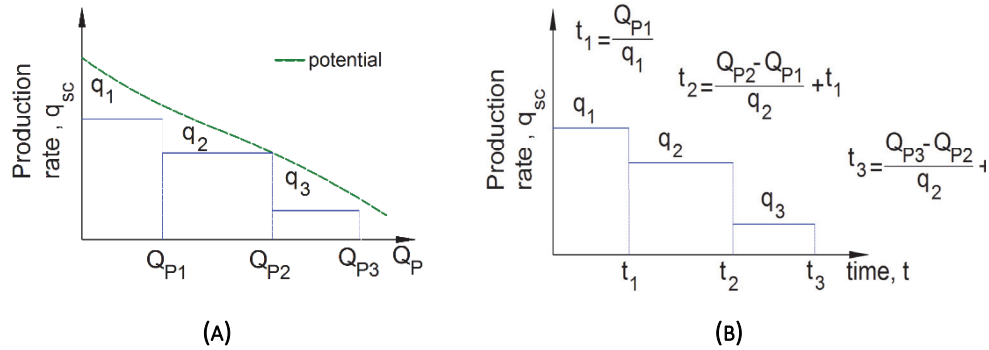 Production
rate , q_sc
potential
q_1
q_2
q_3
Q_P1
Q_P2
Q_P3
Q_P
(A)
Production
rate , q_sc
t_1=Q_P1/q_1
t_2=(Q_P2-Q_P1)/q_2+t_1
t_3=(Q_P3-Q_P2)/q_2+
q_1
q_2
q_3
t_1
t_2
t_3
time, t
(B)